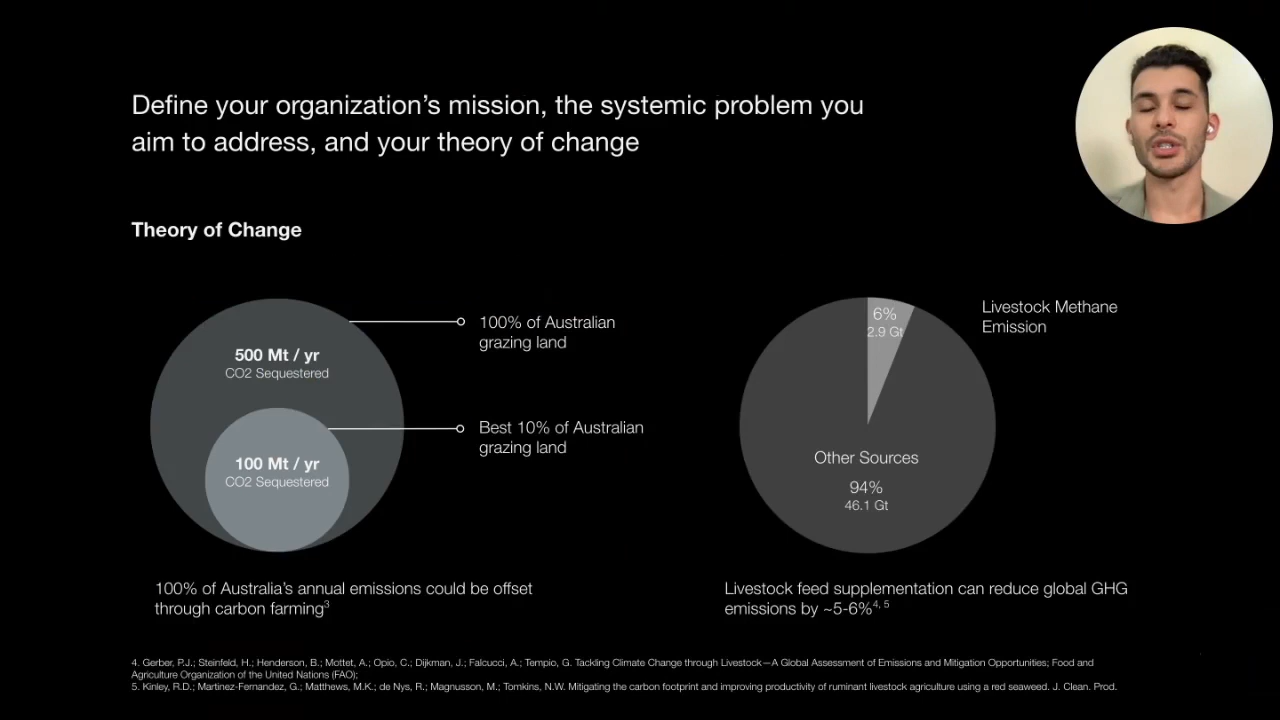 Define your organization’s mission, the systemic problem you
aim to address, and your theory of change
Theory of Change
500 Mt / yr
CO2 Sequestered
100 Mt / yr
CO2 Sequestered
100% of Australian
grazing land
Best 10% of Australian
grazing land
100% of Australia’s annual emissions could be offset
through carbon farming3
6%
2.9 Gt
Livestock Methane
Emission
Other Sources
94%
46.1 Gt
Livestock feed supplementation can reduce global GHG
emissions by ~5-6%4, 5
4. Gerber, P.J.; Steinfeld, H.; Henderson, B.; Mottet, A.; Opio, C.; Dijkman, J.; Falcucci, A.; Tempio, G. Tackling Climate Change through Livestock—A Global Assessment of Emissions and Mitigation Opportunities; Food and
Agriculture Organization of the United Nations (FAO);
5. Kinley, R.D.; Martinez-Fernandez, G.; Matthews, M.K.; de Nys, R.; Magnusson, M.; Tomkins, N.W. Mitigating the carbon footprint and improving productivity of ruminant livestock agriculture using a red seaweed. J. Clean. Prod.